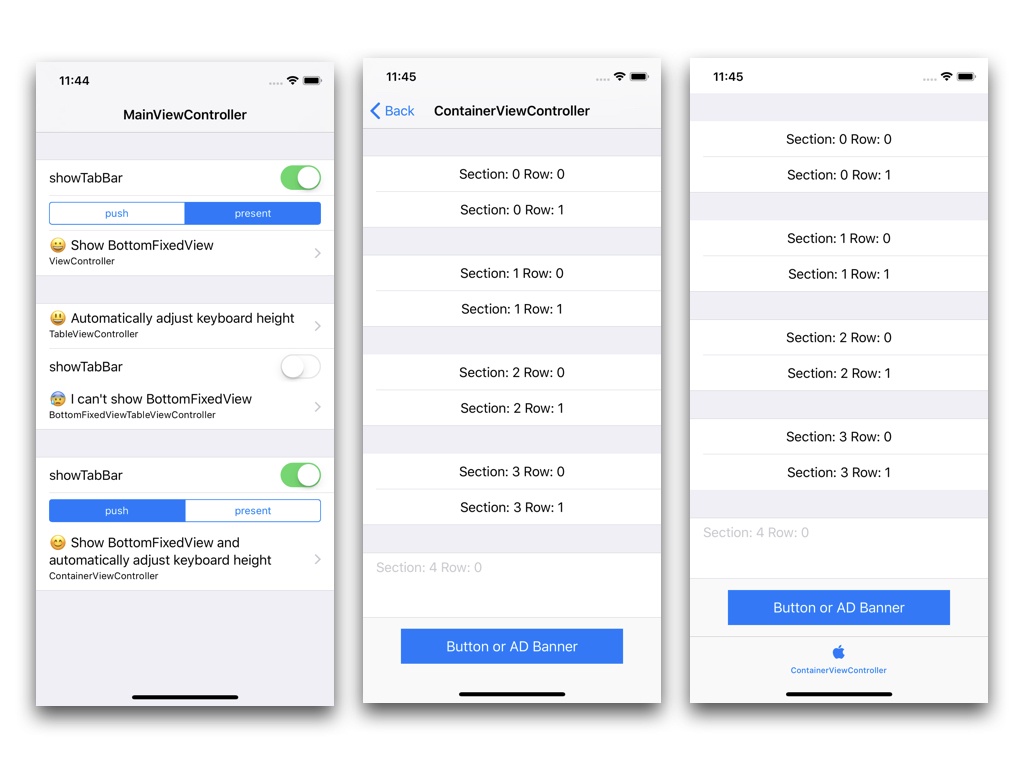 11:44
MainViewController
showTabBar
push present
😀 Show BottomFixedView
ViewController
😃 Automatically adjust keyboard height
TableViewController
showTabBar
😰 I can't show BottomFixedView
BottomFixedViewTableViewController
showTabBar
push present
😊 Show BottomFixedView and
automatically adjust keyboard height
ContainerViewController
11:45
Back ContainerViewController
Section: 0 Row: 0
Section: 0 Row: 1
Section: 1 Row: 0
Section: 1 Row: 1
Section: 2 Row: 0
Section: 2 Row: 1
Section: 3 Row: 0
Section: 3 Row: 1
Section: 4 Row: 0
Button or AD Banner
11:45
Section: 0 Row: 0
Section: 0 Row: 1
Section: 1 Row: 0
Section: 1 Row: 1
Section: 2 Row: 0
Section: 2 Row: 1
Section: 3 Row: 0
Section: 3 Row: 1
Section: 4 Row: 0
Button or AD Banner
ContainerViewController